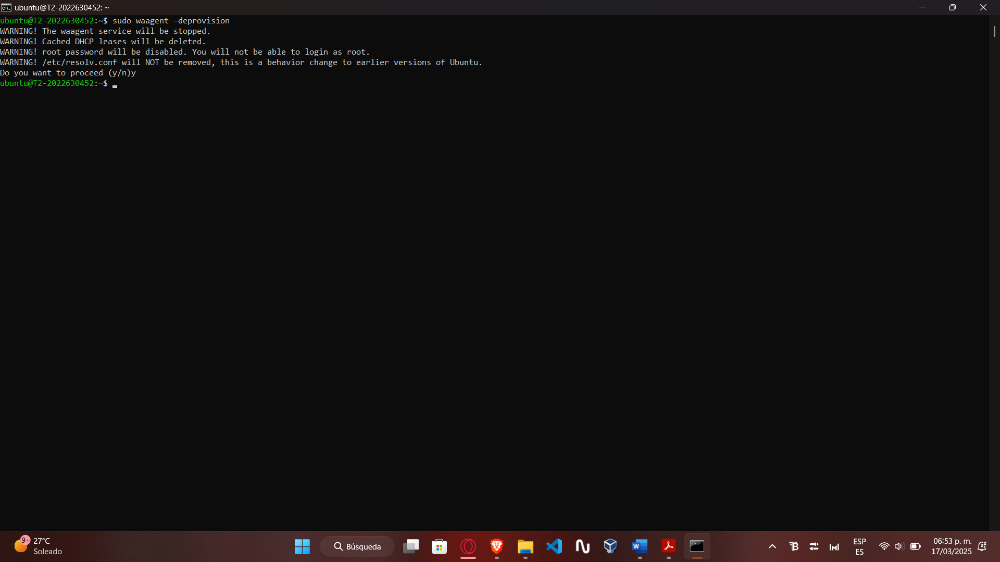 ubuntu@T2-2022630452: ~
ubuntu@T2-2022630452:~$ sudo waagent -deprovision
WARNING! The waagent service will be stopped.
WARNING! Cached DHCP leases will be deleted.
WARNING! root password will be disabled. You will not be able to login as root.
WARNING! /etc/resolv.conf will NOT be removed, this is a behavior change to earlier versions of Ubuntu.
Do you want to proceed (y/n)y
ubuntu@T2-2022630452:~$
9+
27°C
Soleado
Búsqueda
ESP
ES
06:53 p. m.
17/03/2025